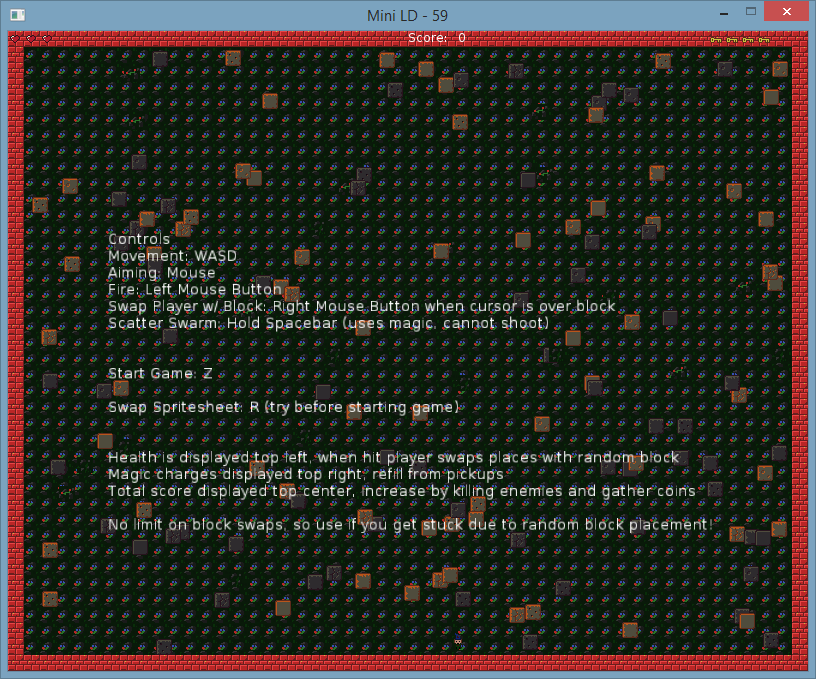 Mini LD - 59
Score: 0
Controls
Movement: WASD
Aiming: Mouse
Fire: Left Mouse Button
Swap Player w/ Block: Right Mouse Button when cursor is over block
Scatter Swarm: Hold Spacebar (uses magic, cannot shoot)
Start Game: Z
Swap Spritesheet: R (try before starting game)
Health is displayed top left, when hit player swaps places with random block
Magic charges displayed top right, refill from pickups
Total score displayed top center, increase by killing enemies and gather coins
No limit on block swaps, so use if you get stuck due to random block placement!